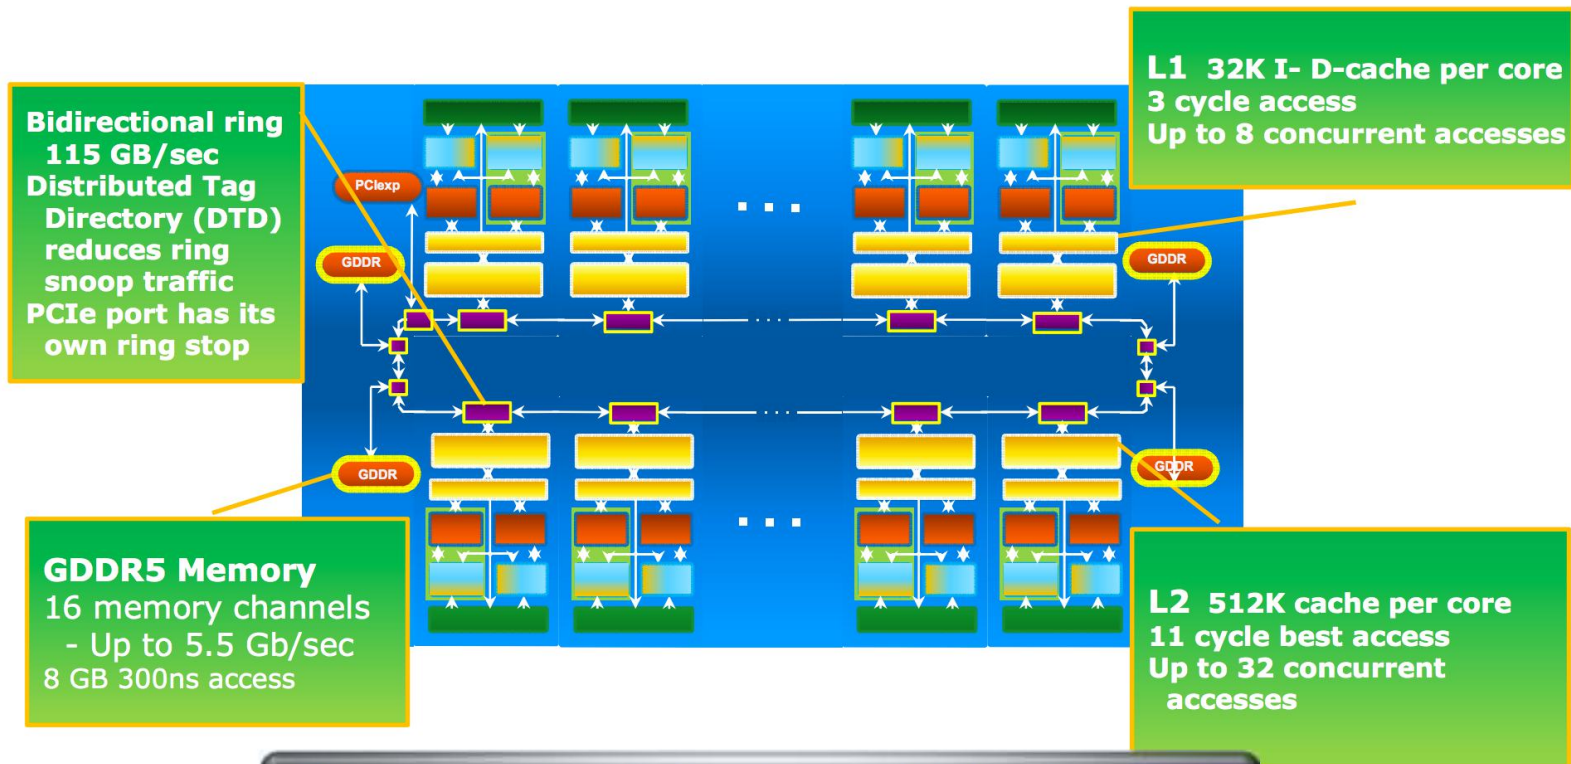 Bidirectional ring
115 GB/sec
Distributed Tag
Directory (DTD)
reduces ring
snoop traffic
PCIe port has its
own ring stop
L1 32K I- D-cache per core
3 cycle access
Up to 8 concurrent accesses
PCIexp
GDDR
GDDR
GDDR
GDDR
GDDR5 Memory
16 memory channels
- Up to 5.5 Gb/sec
8 GB 300ns access
L2 512K cache per core
11 cycle best access
Up to 32 concurrent
accesses